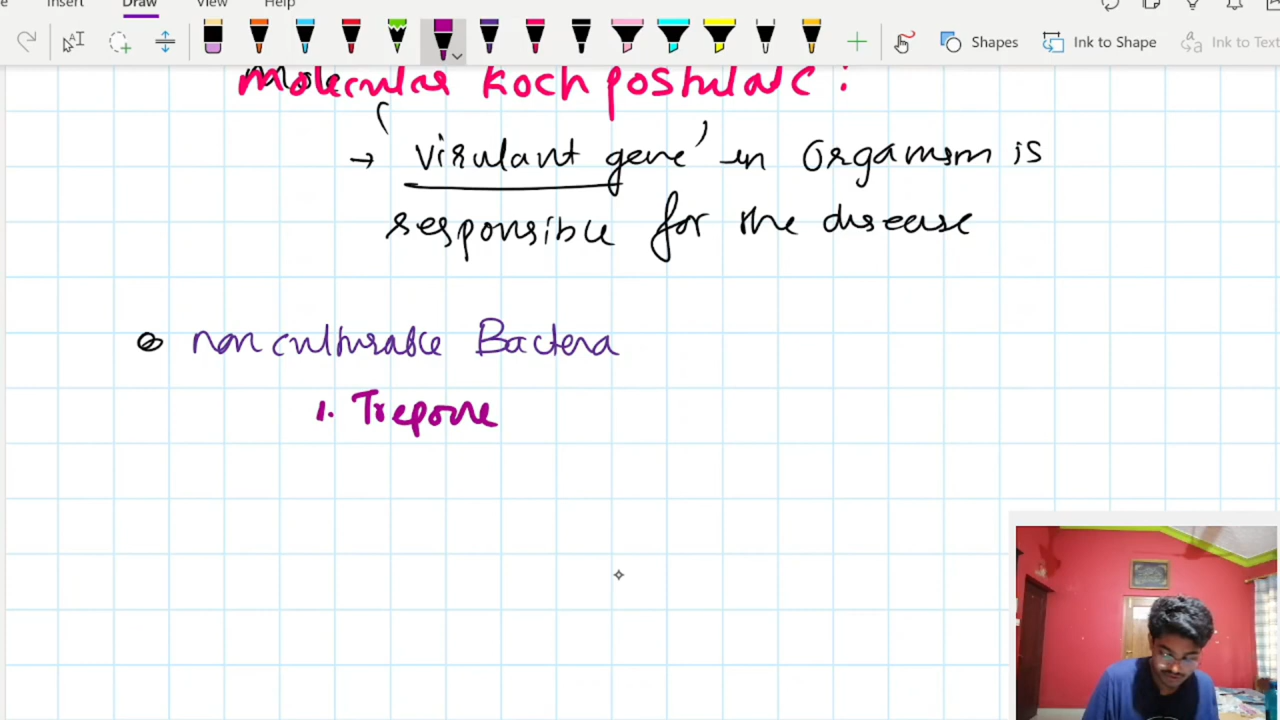 Insert Draw View Help
Shapes Ink to Shape Ink to Text
Molecular Koch postulate :
→ 'virulant gene' in Organism is
responsible for the disease
non culturable Bacteria
1. Trepone